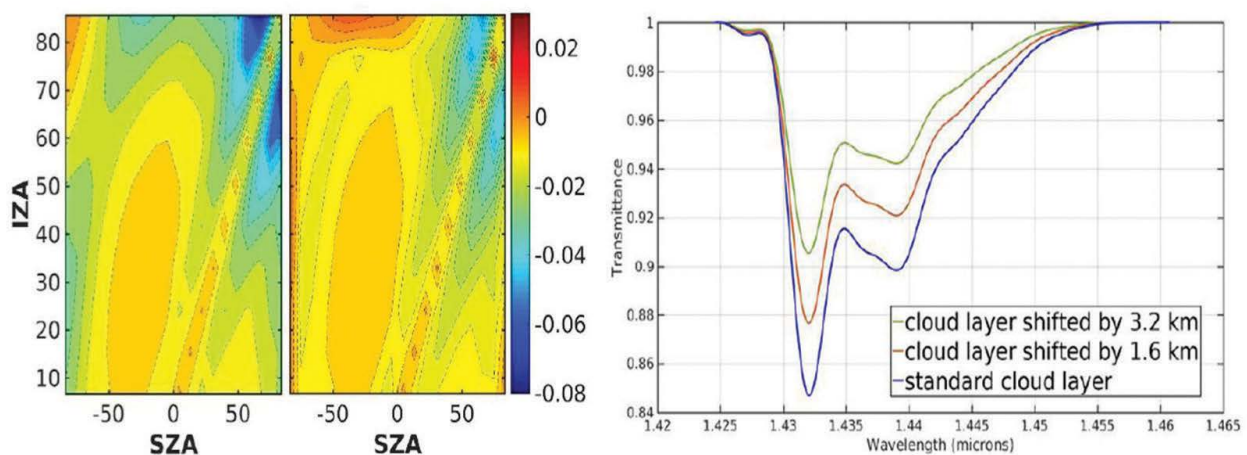 IZA
80
70
60
50
40
30
20
10
-50 0 50
SZA
-50 0 50
SZA
0.02
0
-0.02
-0.04
-0.06
-0.08
Transmittance
1
0.98
0.96
0.94
0.92
0.9
0.88
0.86
0.84
cloud layer shifted by 3.2 km
cloud layer shifted by 1.6 km
standard cloud layer
1.42 1.425 1.43 1.435 1.44 1.445 1.45 1.455 1.46 1.465
Wavelength (microns)